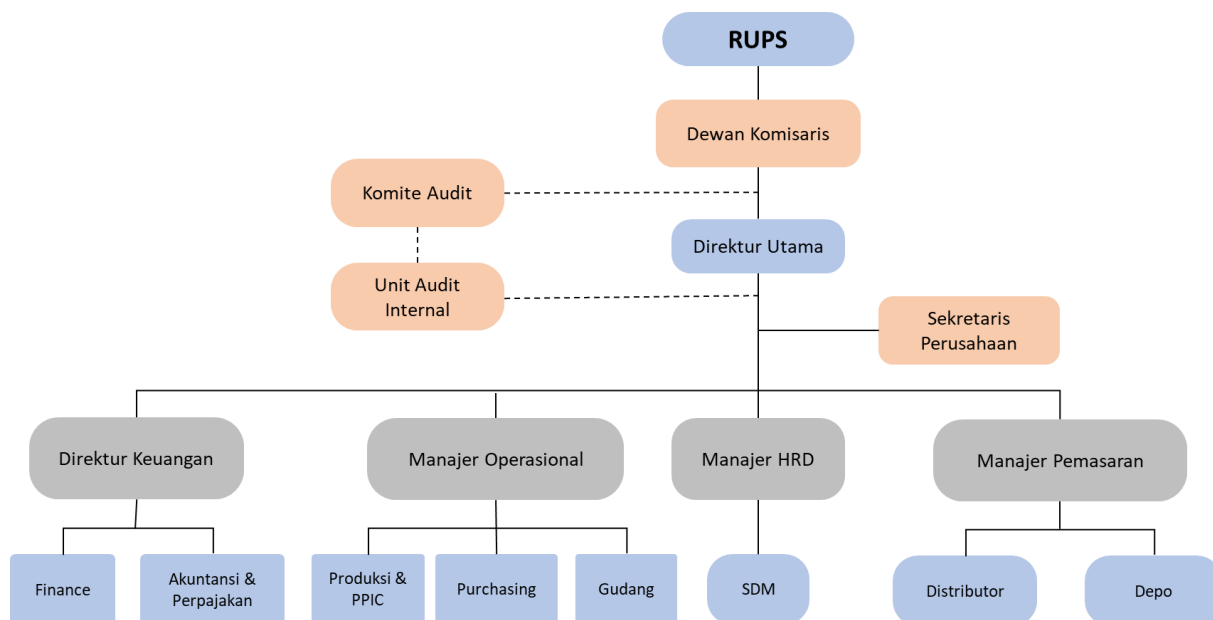 RUPS
Dewan Komisaris
Komite Audit
Direktur Utama
Unit Audit
Internal
Sekretaris
Perusahaan
Direktur Keuangan
Manajer Operasional
Manajer HRD
Manajer Pemasaran
Finance
Akuntansi &
Perpajakan
Produksi &
PPIC
Purchasing
Gudang
SDM
Distributor
Depo